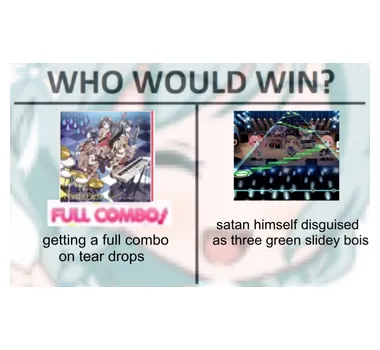 WHO WOULD WIN?
FULL COMBO!
getting a full combo
on tear drops
satan himself disguised
as three green slidey bois